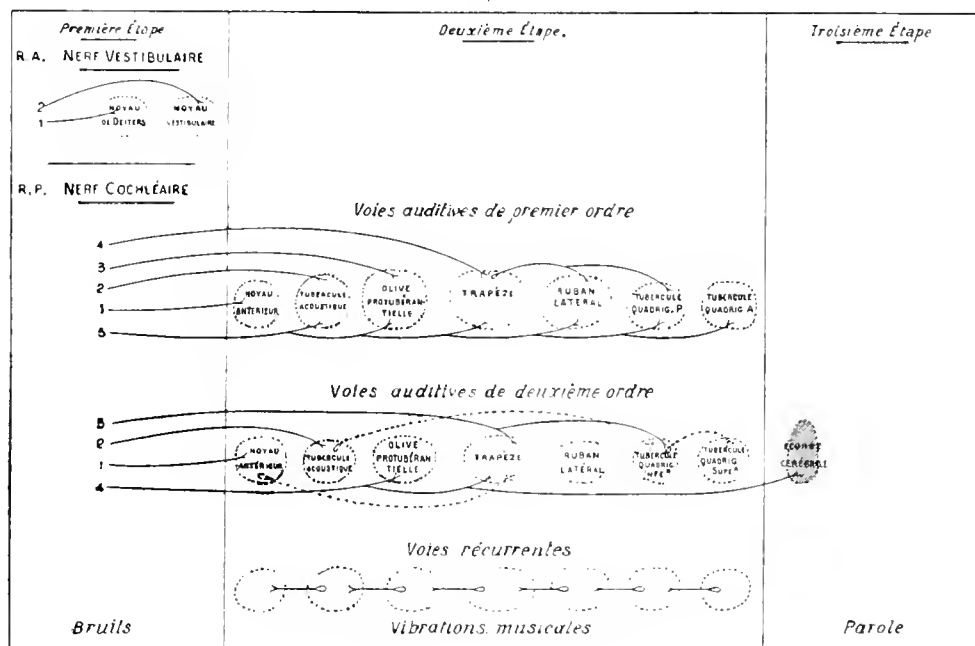 Première Étape
Deuxième Étape.
Troisième Étape
R.A. NERF VESTIBULAIRE
2
1
NOYAU
DE DEITERS
NOYAU
VESTIBULAIRE
R.P. NERF COCHLÉAIRE
Voies auditives de premier ordre
4
3
2
1
5
NOYAU
ANTÉRIEUR
TUBERCULE
ACOUSTIQUE
OLIVE
PROTUBÉRAN-
TIELLE
TRAPÈZE
RUBAN
LATÉRAL
TUBERCULE
QUADRIG. P
TUBERCULE
QUADRIG A
Voies auditives de deuxième ordre
3
2
1
4
NOYAU
ANTÉRIEUR
TUBERCULE
ACOUSTIQUE
OLIVE
PROTUBÉRAN
TIELLE
TRAPÈZE
RUBAN
LATÉRAL
TUBERCULE
QUADRIG
INFER
TUBERCULE
QUADRIG
SUPER
CÉRÉBRALE
Voies récurrentes
Bruits
Vibrations musicales
Parole